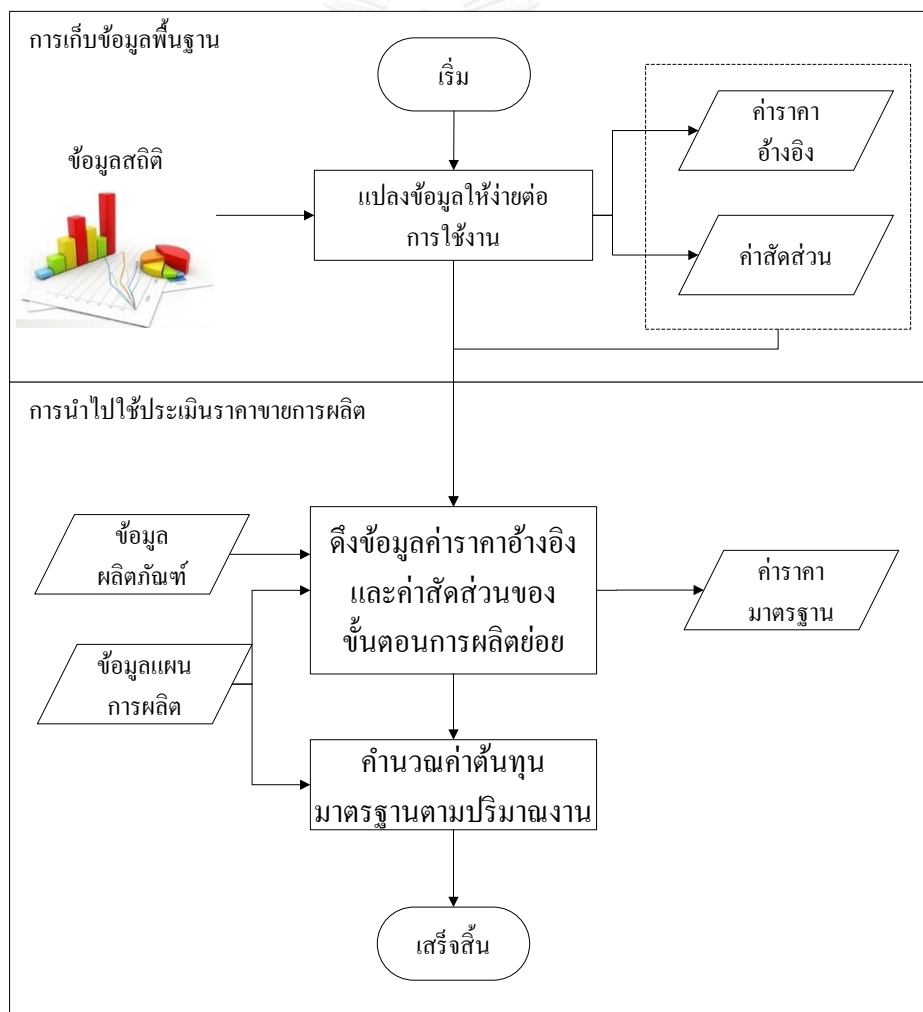 การเก็บข้อมูลพื้นฐาน
เริ่ม
ค่าราคา
อ้างอิง
ข้อมูลสถิติ
แปลงข้อมูลให้ง่ายต่อ
การใช้งาน
ค่าสัดส่วน
การนำไปใช้ประเมินราคาขายการผลิต
ข้อมูล
ผลิตภัณฑ์
ดึงข้อมูลค่าราคาอ้างอิง
และค่าสัดส่วนของ
ขั้นตอนการผลิตย่อย
ค่าราคา
มาตรฐาน
ข้อมูลแผน
การผลิต
คำนวณค่าต้นทุน
มาตรฐานตามปริมาณงาน
เสร็จสิ้น